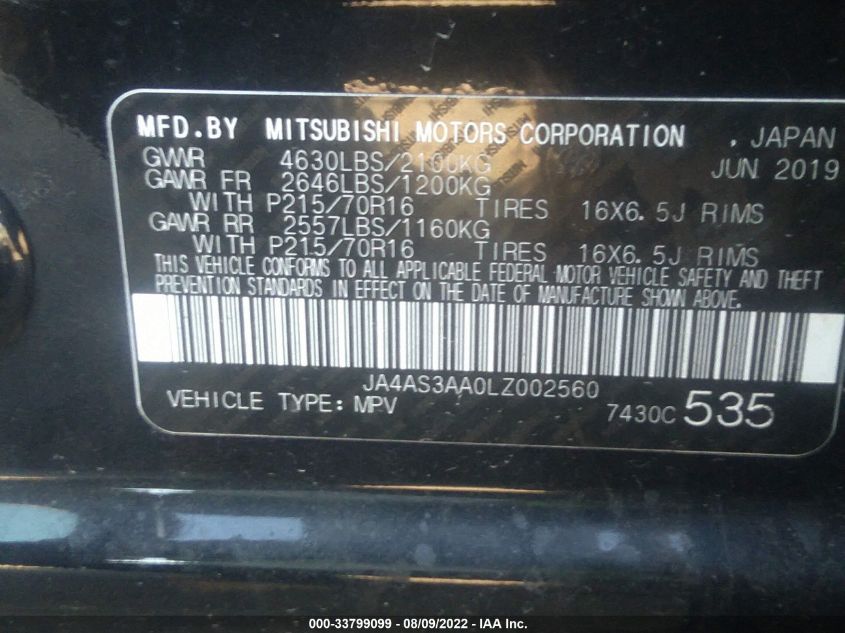 MFD.BY MITSUBISHI MOTORS CORPORATION , JAPAN
GVWR 4630LBS/2100KG JUN 2019
GAWR FR 2646LBS/1200KG
WITH P215/70R16 TIRES 16X6.5J RIMS
GAWR RR 2557LBS/1160KG
WITH P215/70R16 TIRES 16X6.5J RIMS
THIS VEHICLE CONFORMS TO ALL APPLICABLE FEDERAL MOTOR VEHICLE SAFETY AND THEFT
PREVENTION STANDARDS IN EFFECT ON THE DATE OF MANUFACTURE SHOWN ABOVE.
JA4AS3AA0LZ002560
VEHICLE TYPE: MPV 7430C 535
000-33799099 - 08/09/2022 - IAA Inc.